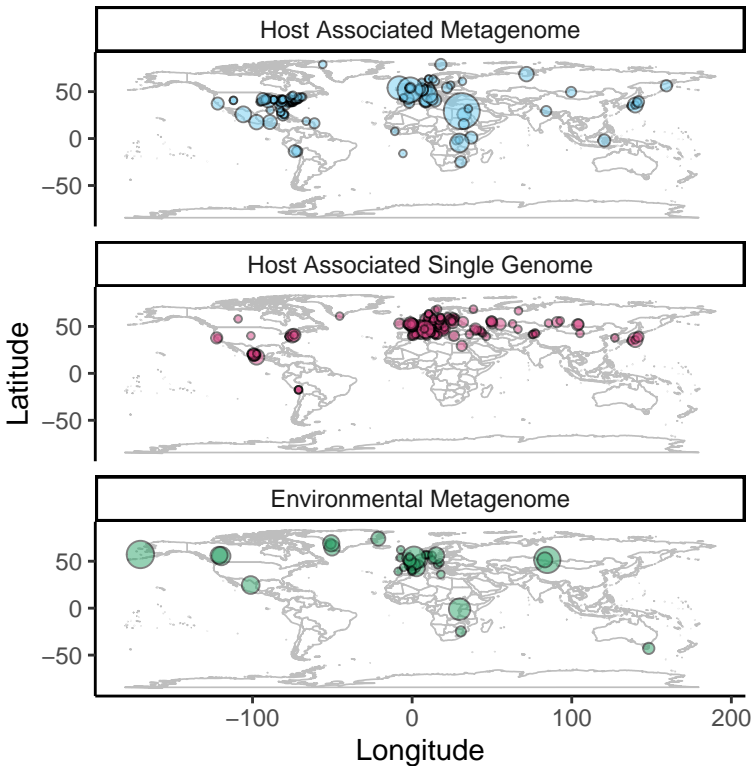 Host Associated Metagenome
50
0
−50
Host Associated Single Genome
50
0
−50
Latitude
Environmental Metagenome
50
0
−50
−100 0 100 200
Longitude